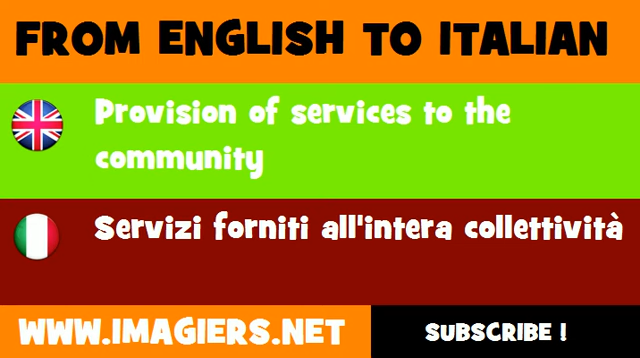 FROM ENGLISH TO ITALIAN
Provision of services to the
community
Servizi forniti all'intera collettività
WWW.IMAGIERS.NET
SUBSCRIBE !